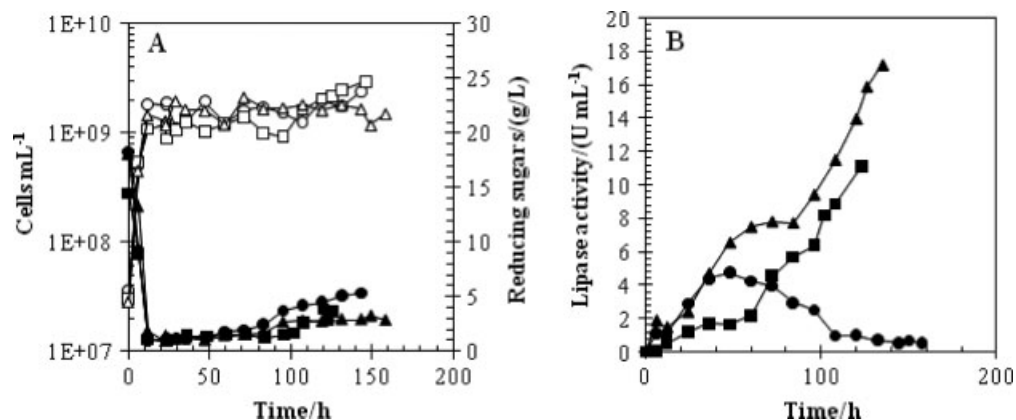 A
1E+10
1E+09
1E+08
1E+07
Cells mL-1
30
25
20
15
10
5
0
Reducing sugars/(g/L)
0
50
100
150
200
Time/h
B
20
18
16
14
12
10
8
6
4
2
0
Lipase activity/(U mL-1)
0
100
200
Time/h